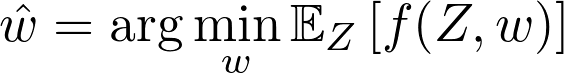 ŵ = arg min_w 𝔼_Z [f(Z, w)]